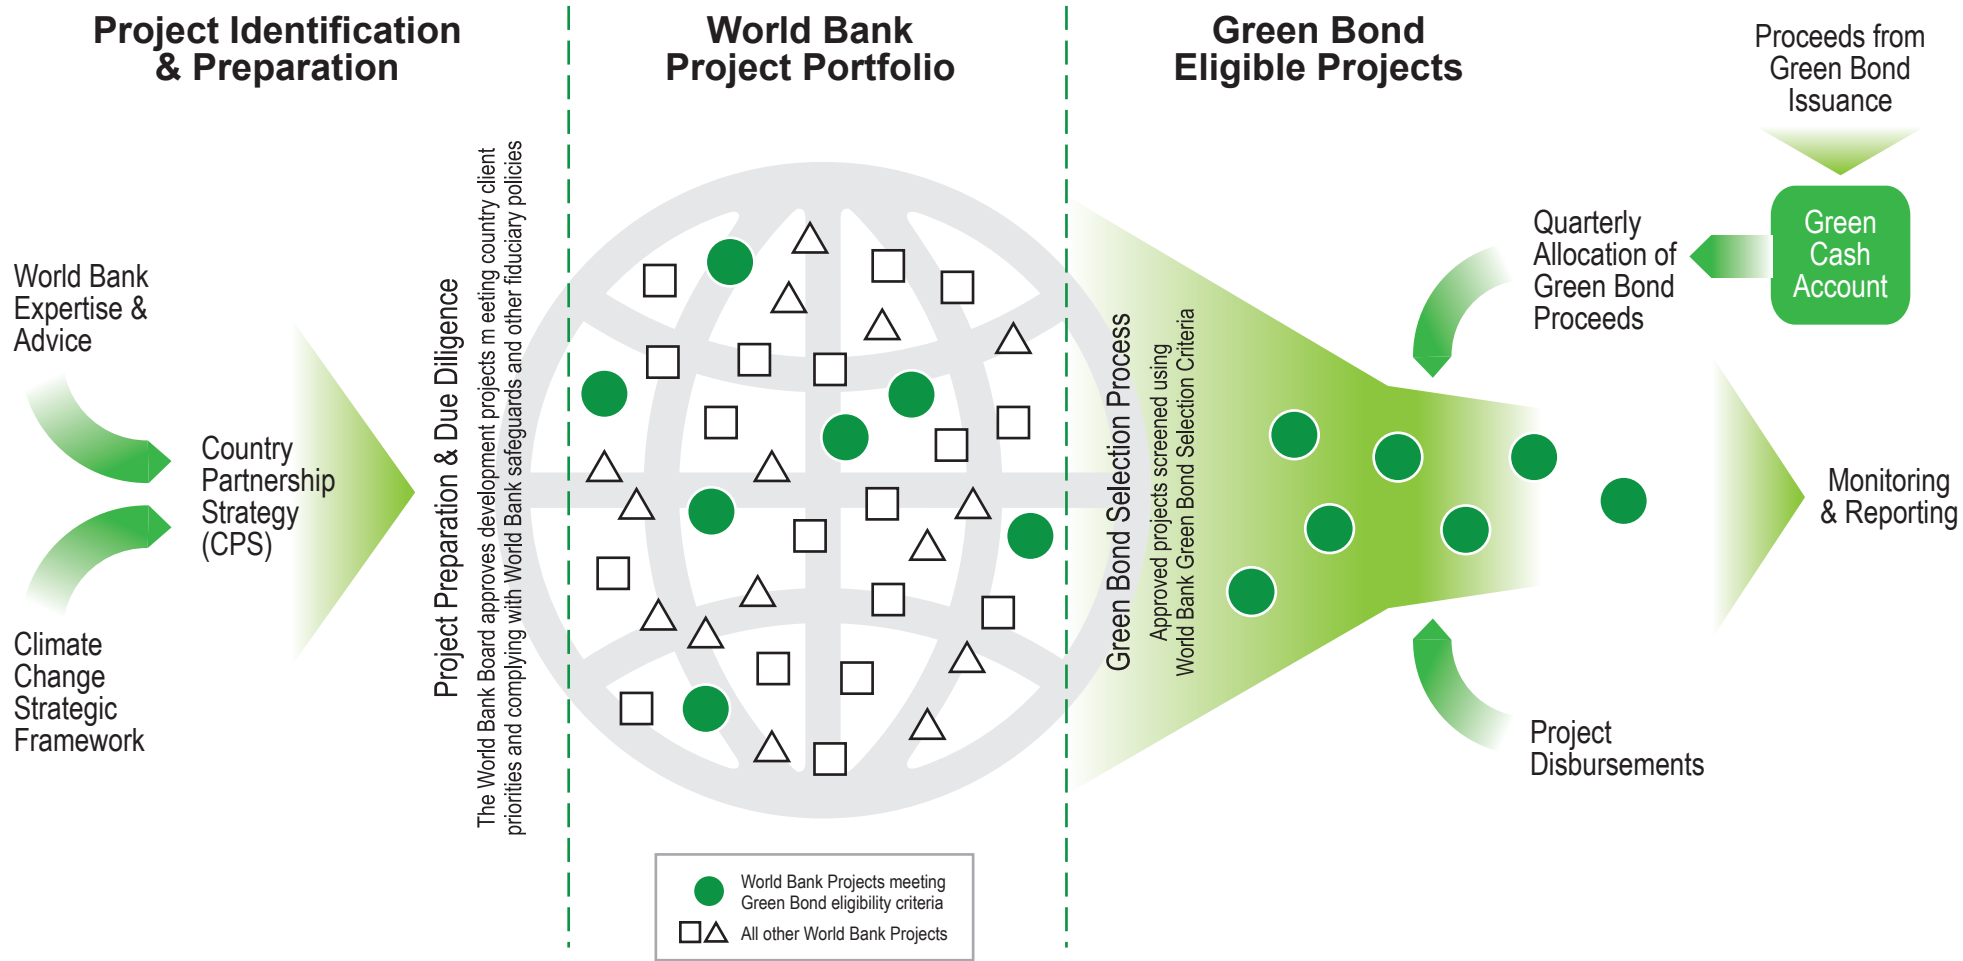 Project Identification
& Preparation
World Bank
Expertise &
Advice
Climate
Change
Strategic
Framework
Country
Partnership
Strategy
(CPS)
Project Preparation & Due Diligence
The World Bank Board approves development projects m eeting country client
priorities and complying with World Bank safeguards and other fiduciary policies
World Bank
Project Portfolio
World Bank Projects meeting
Green Bond eligibility criteria
All other World Bank Projects
Green Bond
Eligible Projects
Green Bond Selection Process
Approved projects screened using
World Bank Green Bond Selection Criteria
Proceeds from
Green Bond
Issuance
Green
Cash
Account
Quarterly
Allocation of
Green Bond
Proceeds
Project
Disbursements
Monitoring
& Reporting